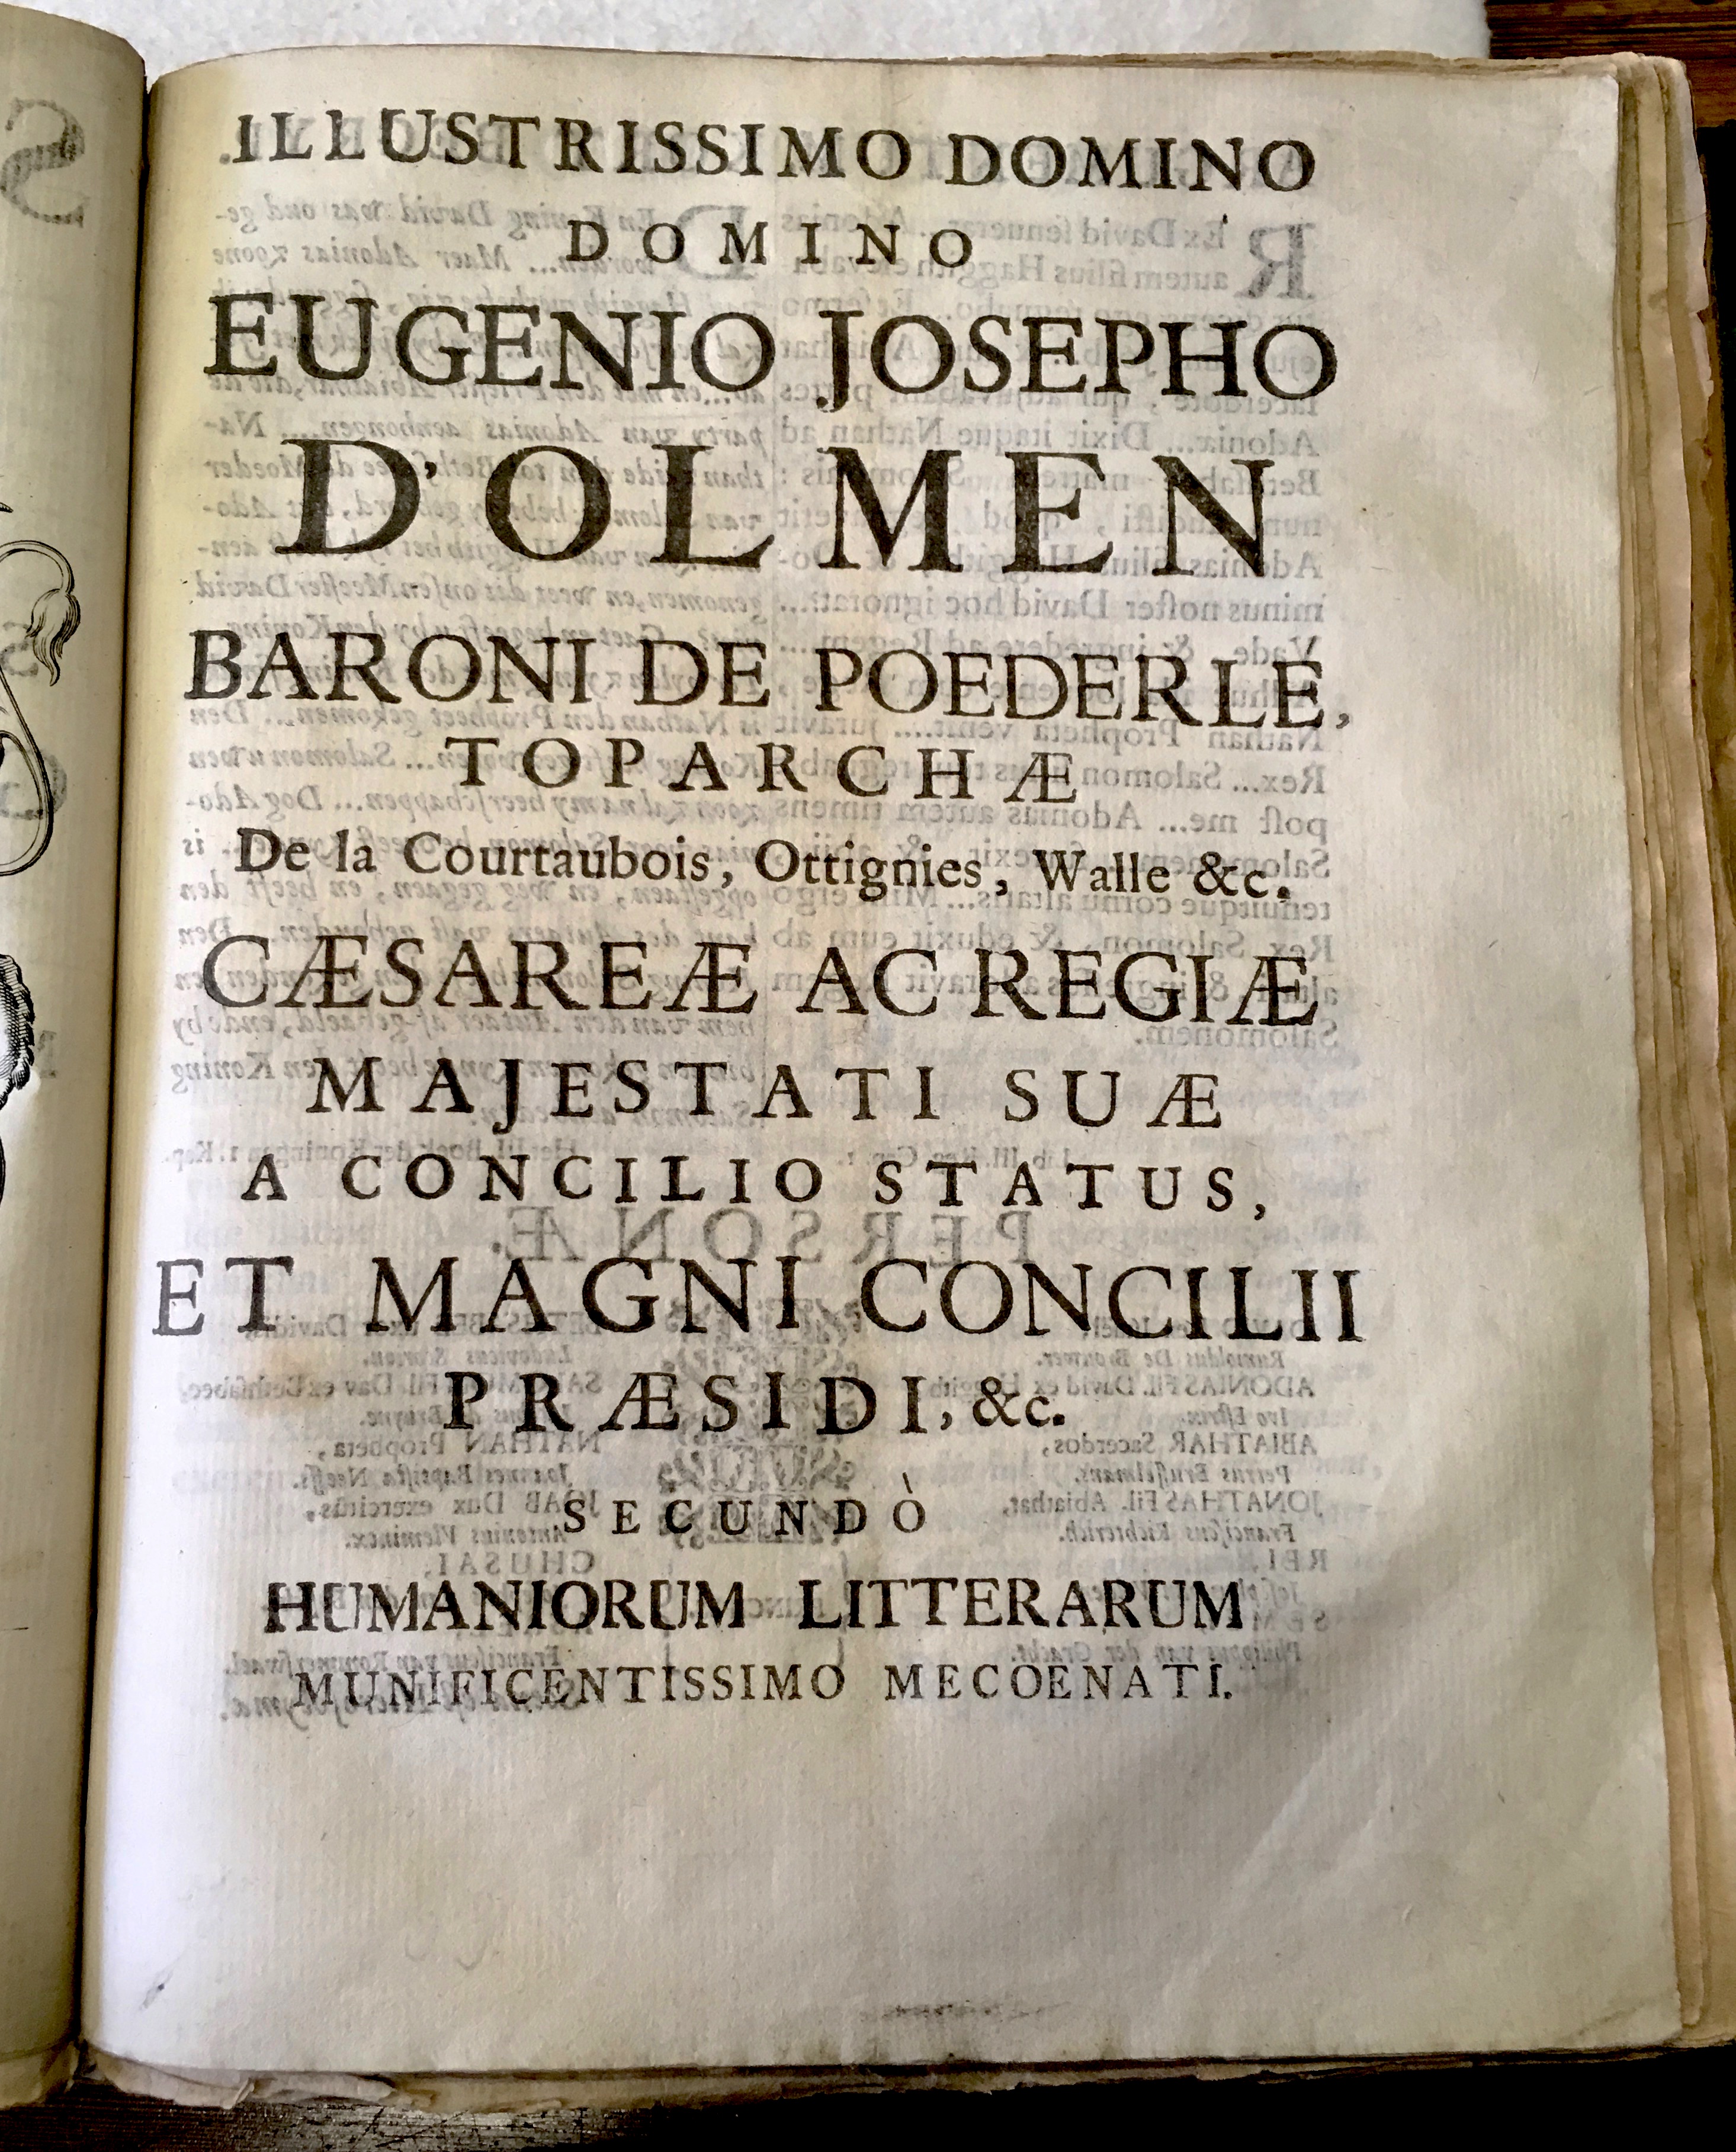 ILLUSTRISSIMO DOMINO
DOMINO
EUGENIO JOSEPHO
D'OLMEN
BARONI DE POEDERLE,
TOPARCHÆ
De la Courtaubois, Ottignies, Walle &c.
CÆSAREÆ AC REGIÆ
MAJESTATI SUÆ
A CONCILIO STATUS,
ET MAGNI CONCILII
PRÆSIDI, &c.
SECUNDÒ
HUMANIORUM LITTERARUM
MUNIFICENTISSIMO MECOENATI.